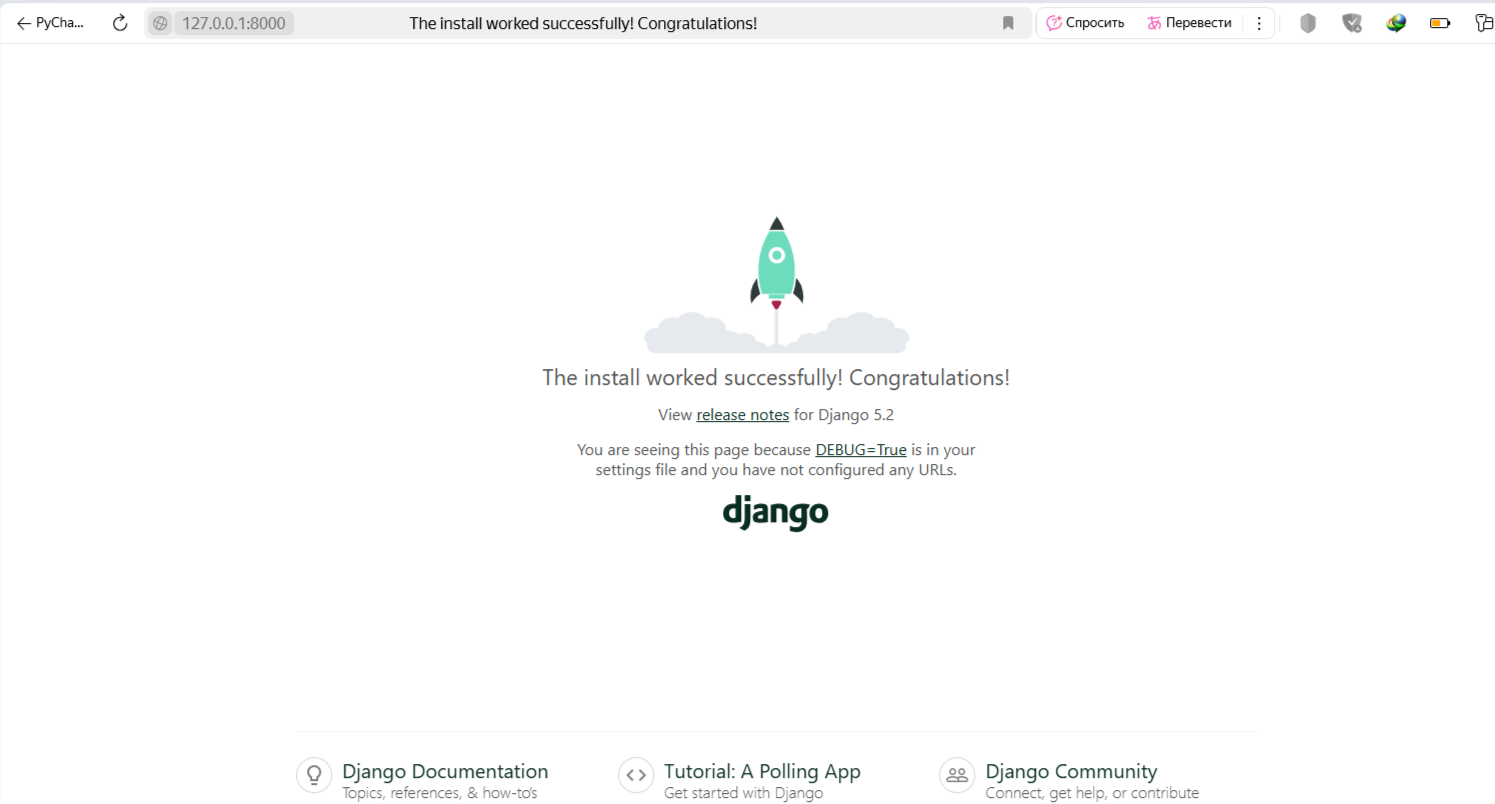 PyCha...
127.0.0.1:8000
The install worked successfully! Congratulations!
Спросить
Перевести
The install worked successfully! Congratulations!
View release notes for Django 5.2
You are seeing this page because DEBUG=True is in your
settings file and you have not configured any URLs.
django
Django Documentation
Topics, references, & how-to's
Tutorial: A Polling App
Get started with Django
Django Community
Connect, get help, or contribute